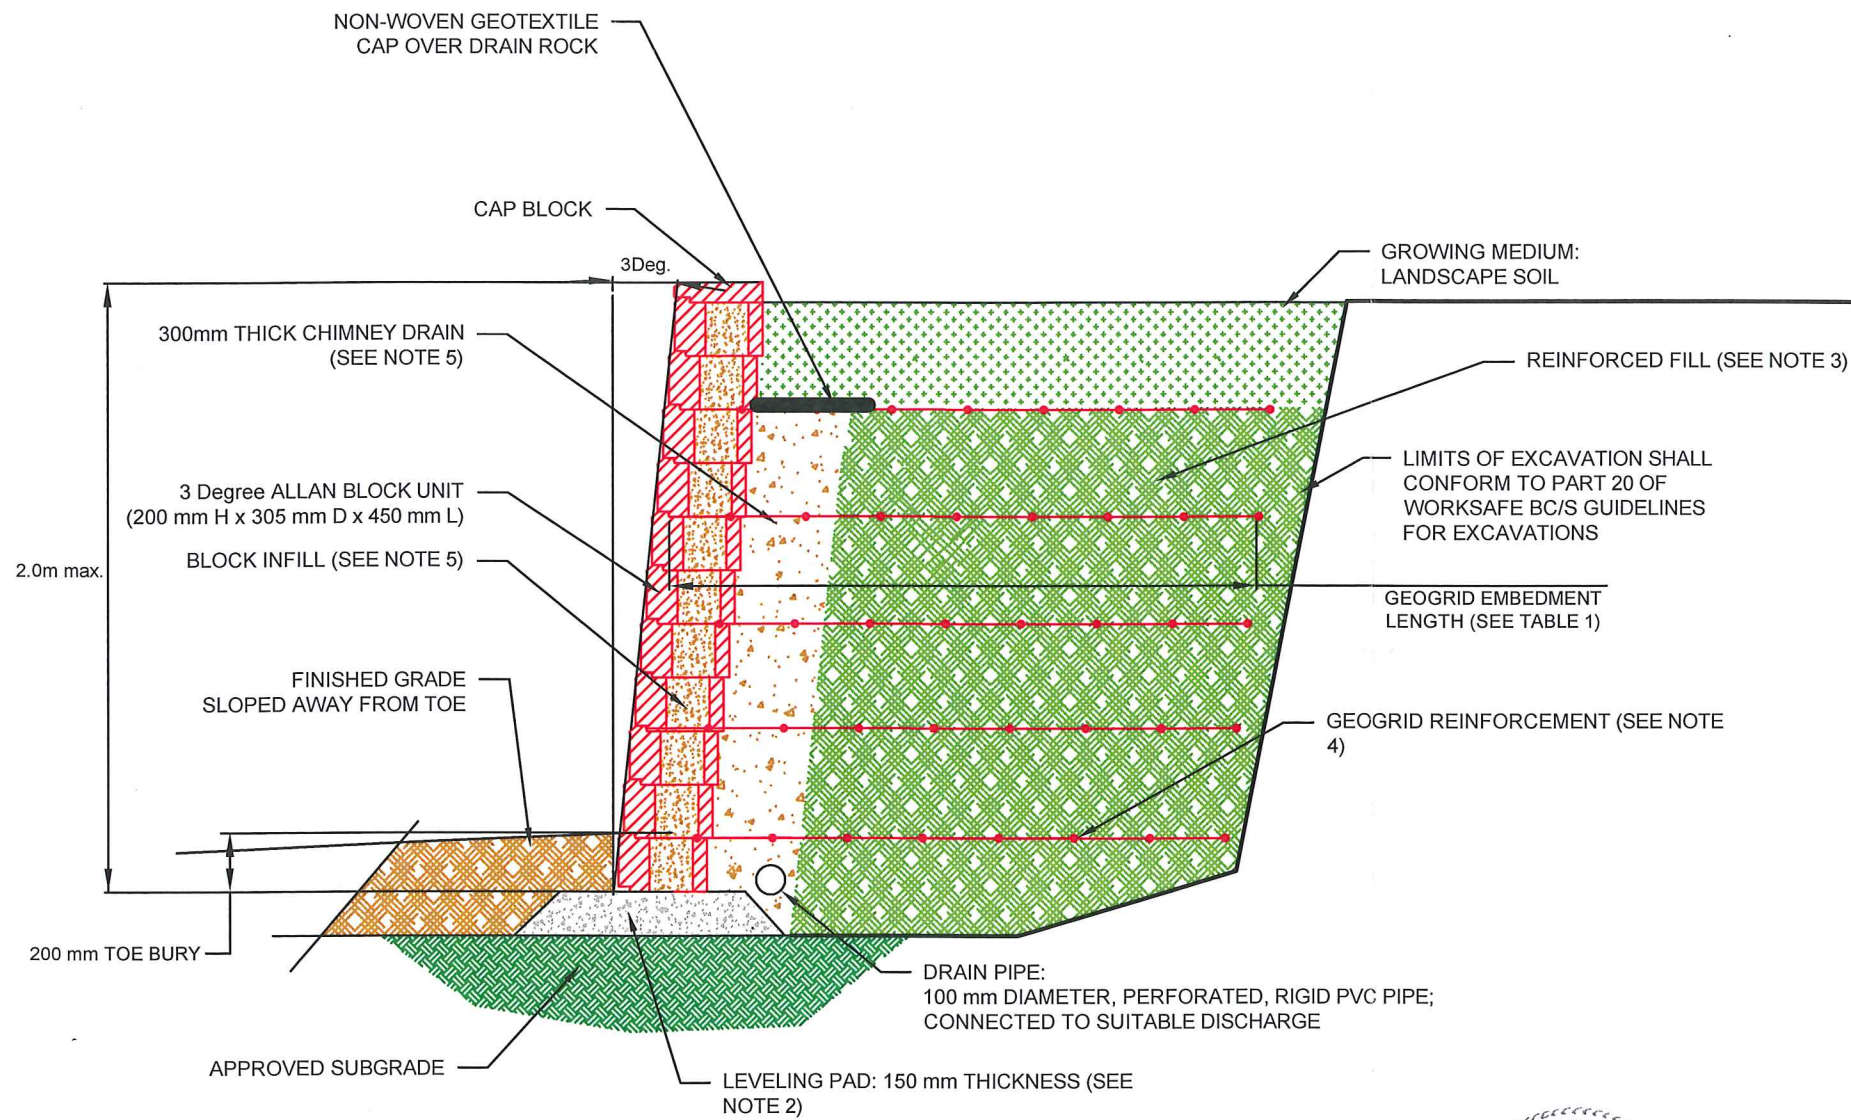 NON-WOVEN GEOTEXTILE
CAP OVER DRAIN ROCK
CAP BLOCK
3Deg.
GROWING MEDIUM:
LANDSCAPE SOIL
300mm THICK CHIMNEY DRAIN
(SEE NOTE 5)
REINFORCED FILL (SEE NOTE 3)
LIMITS OF EXCAVATION SHALL
CONFORM TO PART 20 OF
WORKSAFE BC/S GUIDELINES
FOR EXCAVATIONS
3 Degree ALLAN BLOCK UNIT
(200 mm H x 305 mm D x 450 mm L)
BLOCK INFILL (SEE NOTE 5)
2.0m max.
GEOGRID EMBEDMENT
LENGTH (SEE TABLE 1)
FINISHED GRADE
SLOPED AWAY FROM TOE
GEOGRID REINFORCEMENT (SEE NOTE
4)
200 mm TOE BURY
DRAIN PIPE:
100 mm DIAMETER, PERFORATED, RIGID PVC PIPE;
CONNECTED TO SUITABLE DISCHARGE
APPROVED SUBGRADE
LEVELING PAD: 150 mm THICKNESS (SEE
NOTE 2)